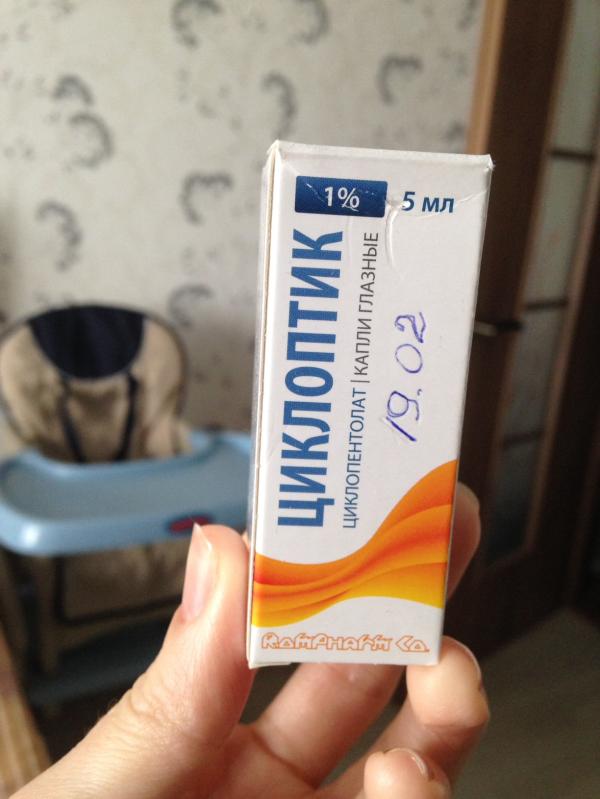 1% 5 мл
ЦИКЛОПТИК
ЦИКЛОПЕНТОЛАТ | КАПЛИ ГЛАЗНЫЕ
19.02
ROMPHARM Co.